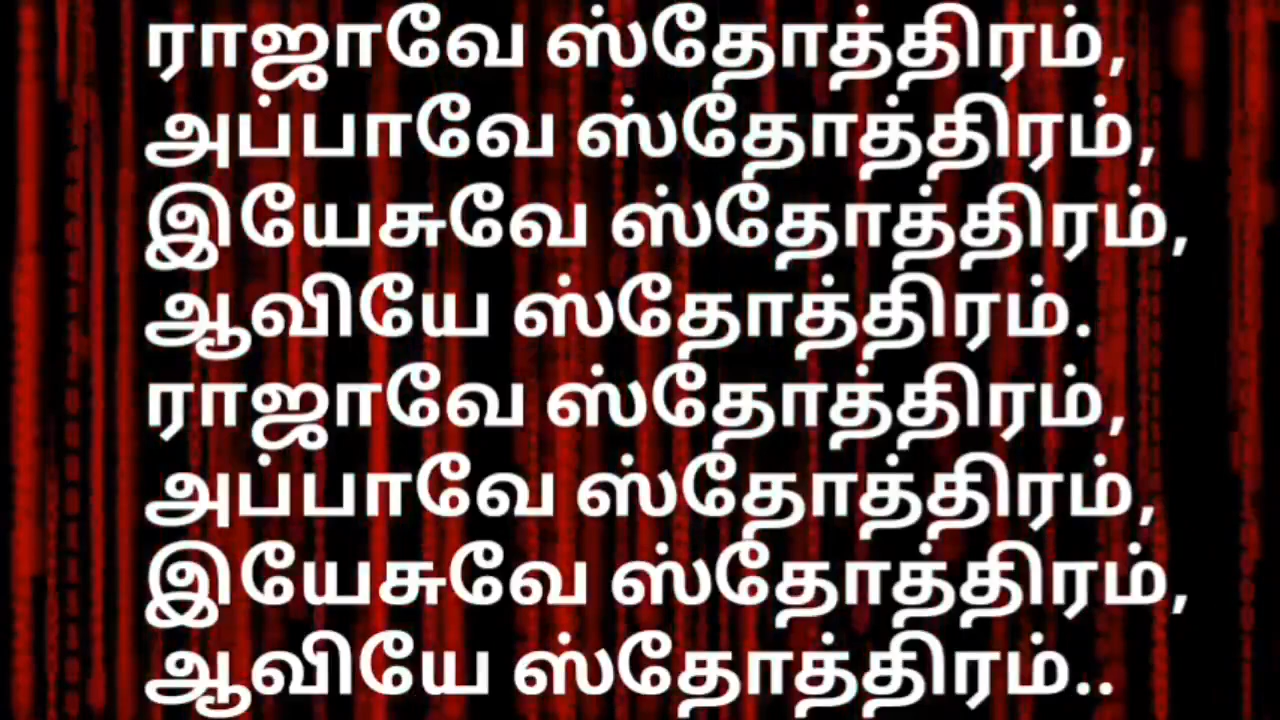 ராஜாவே ஸ்தோத்திரம்,
அப்பாவே ஸ்தோத்திரம்,
இயேசுவே ஸ்தோத்திரம்,
ஆவியே ஸ்தோத்திரம்.
ராஜாவே ஸ்தோத்திரம்,
அப்பாவே ஸ்தோத்திரம்,
இயேசுவே ஸ்தோத்திரம்,
ஆவியே ஸ்தோத்திரம்..